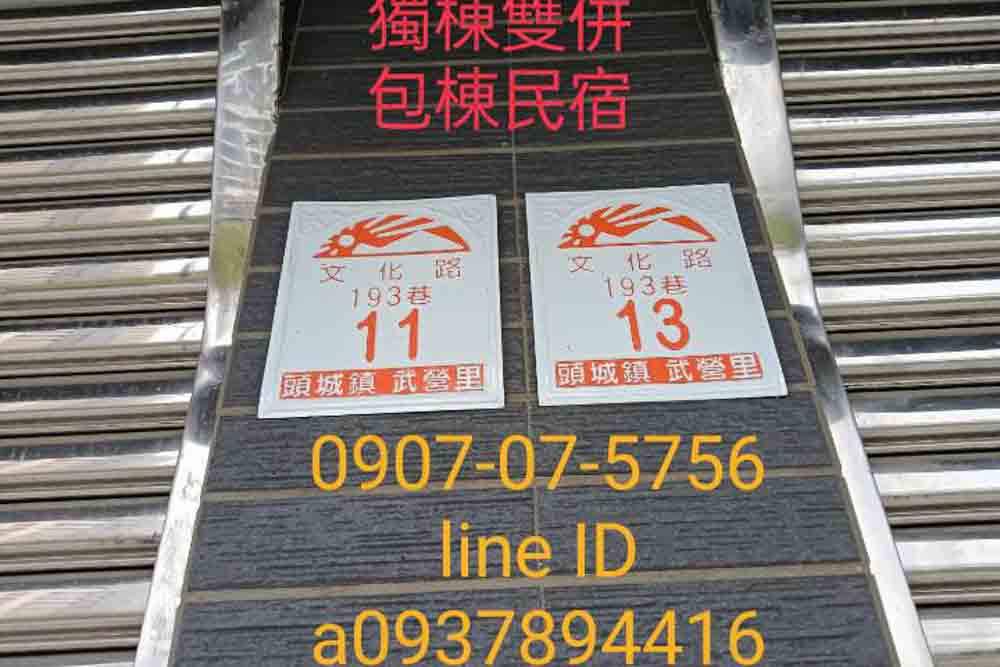 獨棟雙併
包棟民宿
文化路
193巷
11
頭城鎮 武營里
文化路
193巷
13
頭城鎮 武營里
0907-07-5756
line ID
a0937894416